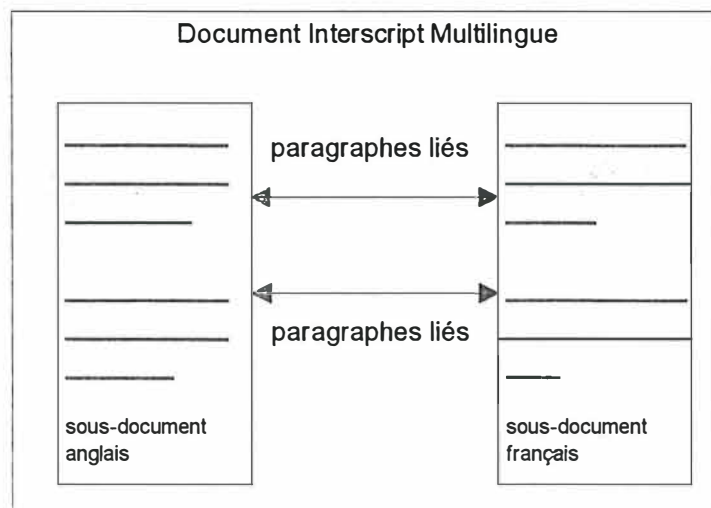 Document Interscript Multilingue
paragraphes liés
paragraphes liés
sous-document
anglais
sous-document
français